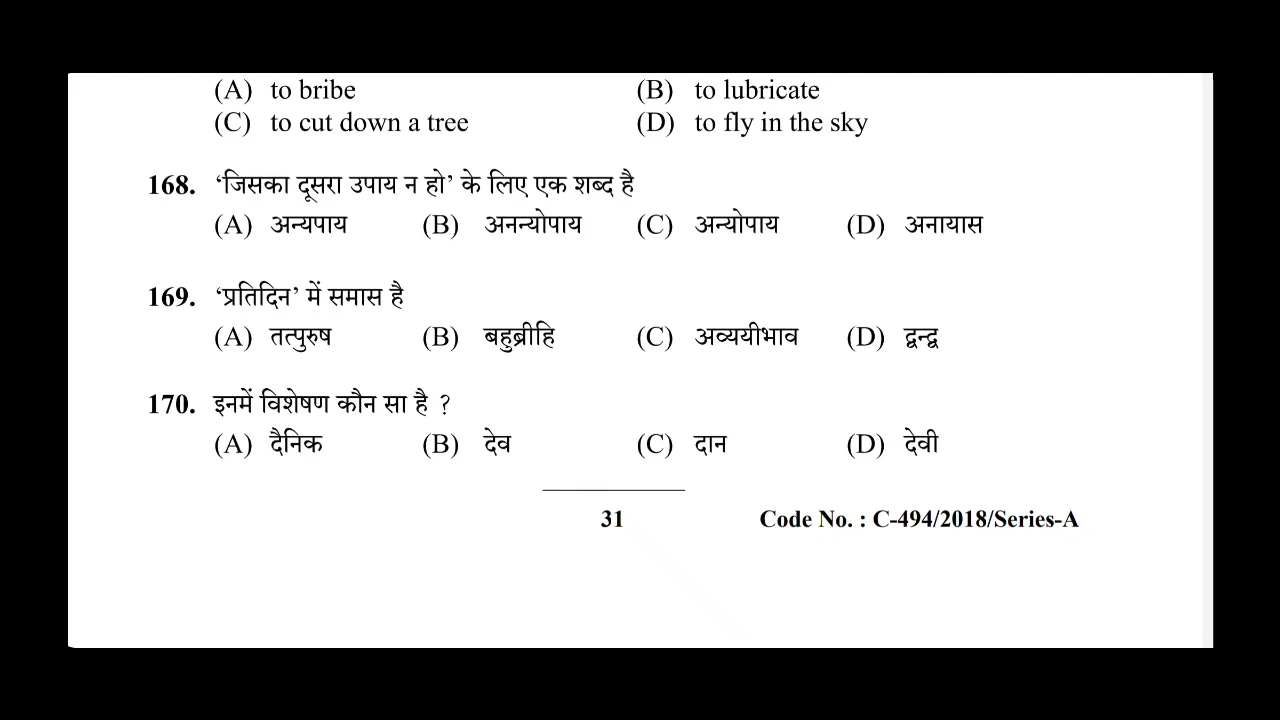 (A) to bribe (B) to lubricate
(C) to cut down a tree (D) to fly in the sky
168. ‘जिसका दूसरा उपाय न हो’ के लिए एक शब्द है
(A) अन्यपाय (B) अनन्योपाय (C) अन्योपाय (D) अनायास
169. ‘प्रतिदिन’ में समास है
(A) तत्पुरुष (B) बहुब्रीहि (C) अव्ययीभाव (D) द्वन्द्व
170. इनमें विशेषण कौन सा है ?
(A) दैनिक (B) देव (C) दान (D) देवी
31 Code No. : C-494/2018/Series-A